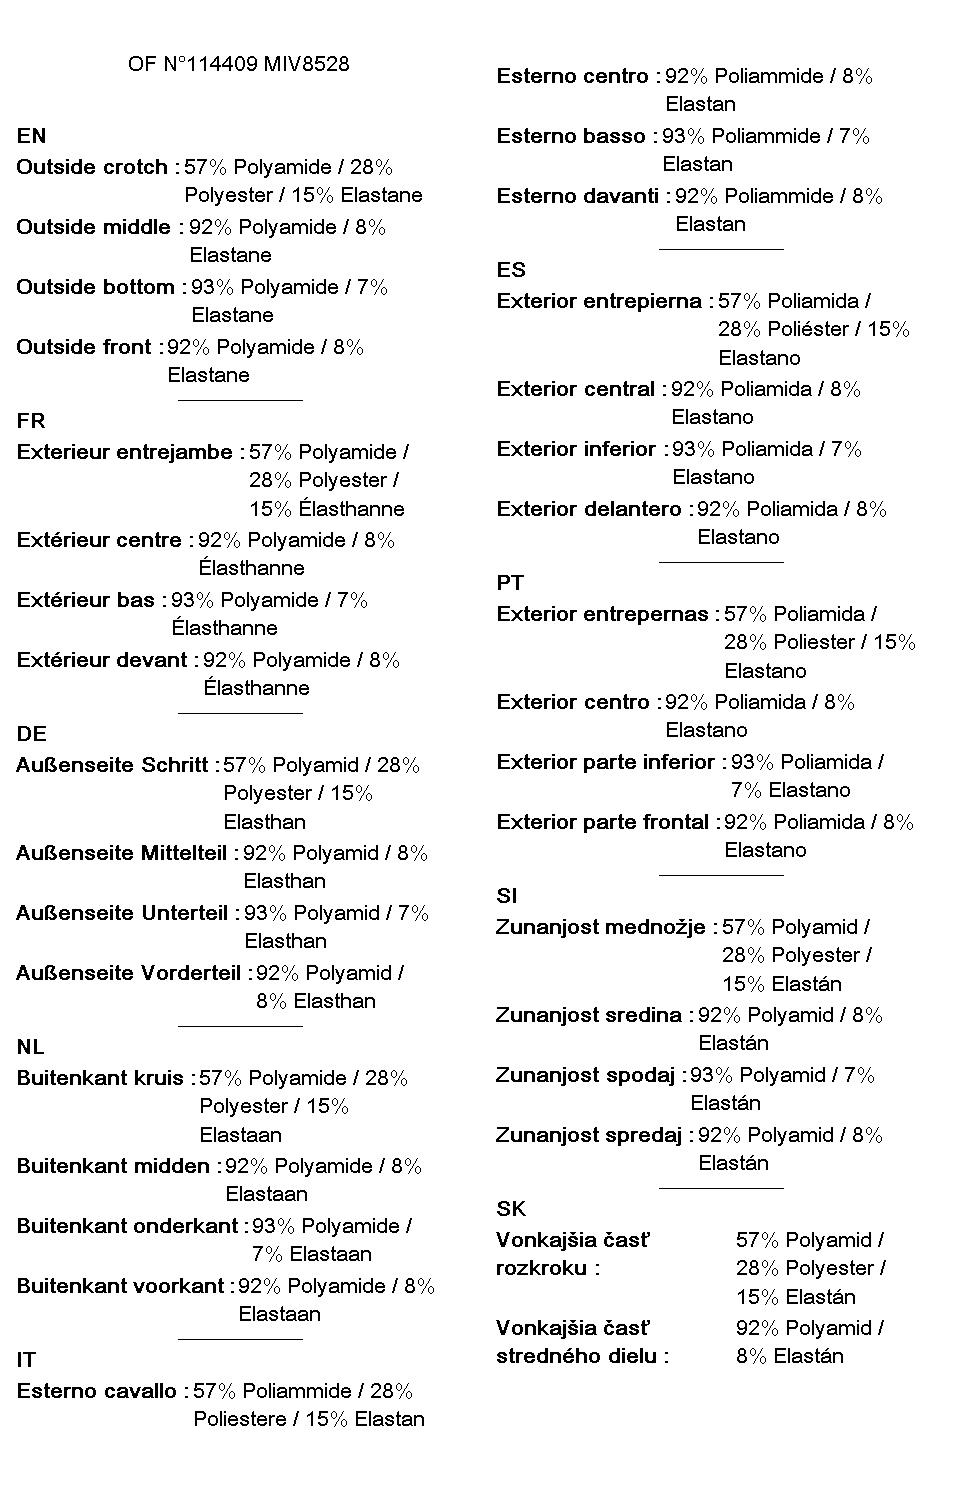 OF N°114409 MIV8528
EN
Outside crotch : 57% Polyamide / 28%
Polyester / 15% Elastane
Outside middle : 92% Polyamide / 8%
Elastane
Outside bottom : 93% Polyamide / 7%
Elastane
Outside front : 92% Polyamide / 8%
Elastane
FR
Exterieur entrejambe : 57% Polyamide /
28% Polyester /
15% Élasthanne
Extérieur centre : 92% Polyamide / 8%
Élasthanne
Extérieur bas : 93% Polyamide / 7%
Élasthanne
Extérieur devant : 92% Polyamide / 8%
Élasthanne
DE
Außenseite Schritt : 57% Polyamid / 28%
Polyester / 15%
Elasthan
Außenseite Mittelteil : 92% Polyamid / 8%
Elasthan
Außenseite Unterteil : 93% Polyamid / 7%
Elasthan
Außenseite Vorderteil : 92% Polyamid /
8% Elasthan
NL
Buitenkant kruis : 57% Polyamide / 28%
Polyester / 15%
Elastaan
Buitenkant midden : 92% Polyamide / 8%
Elastaan
Buitenkant onderkant : 93% Polyamide /
7% Elastaan
Buitenkant voorkant : 92% Polyamide / 8%
Elastaan
IT
Esterno cavallo : 57% Poliammide / 28%
Poliestere / 15% Elastan
Esterno centro : 92% Poliammide / 8%
Elastan
Esterno basso : 93% Poliammide / 7%
Elastan
Esterno davanti : 92% Poliammide / 8%
Elastan
ES
Exterior entrepierna : 57% Poliamida /
28% Poliéster / 15%
Elastano
Exterior central : 92% Poliamida / 8%
Elastano
Exterior inferior : 93% Poliamida / 7%
Elastano
Exterior delantero : 92% Poliamida / 8%
Elastano
PT
Exterior entrepernas : 57% Poliamida /
28% Poliester / 15%
Elastano
Exterior centro : 92% Poliamida / 8%
Elastano
Exterior parte inferior : 93% Poliamida /
7% Elastano
Exterior parte frontal : 92% Poliamida / 8%
Elastano
SI
Zunanjost mednožje : 57% Polyamid /
28% Polyester /
15% Elastán
Zunanjost sredina : 92% Polyamid / 8%
Elastán
Zunanjost spodaj : 93% Polyamid / 7%
Elastán
Zunanjost spredaj : 92% Polyamid / 8%
Elastán
SK
Vonkajšia časť 57% Polyamid /
rozkroku : 28% Polyester /
15% Elastán
Vonkajšia časť 92% Polyamid /
stredného dielu : 8% Elastán